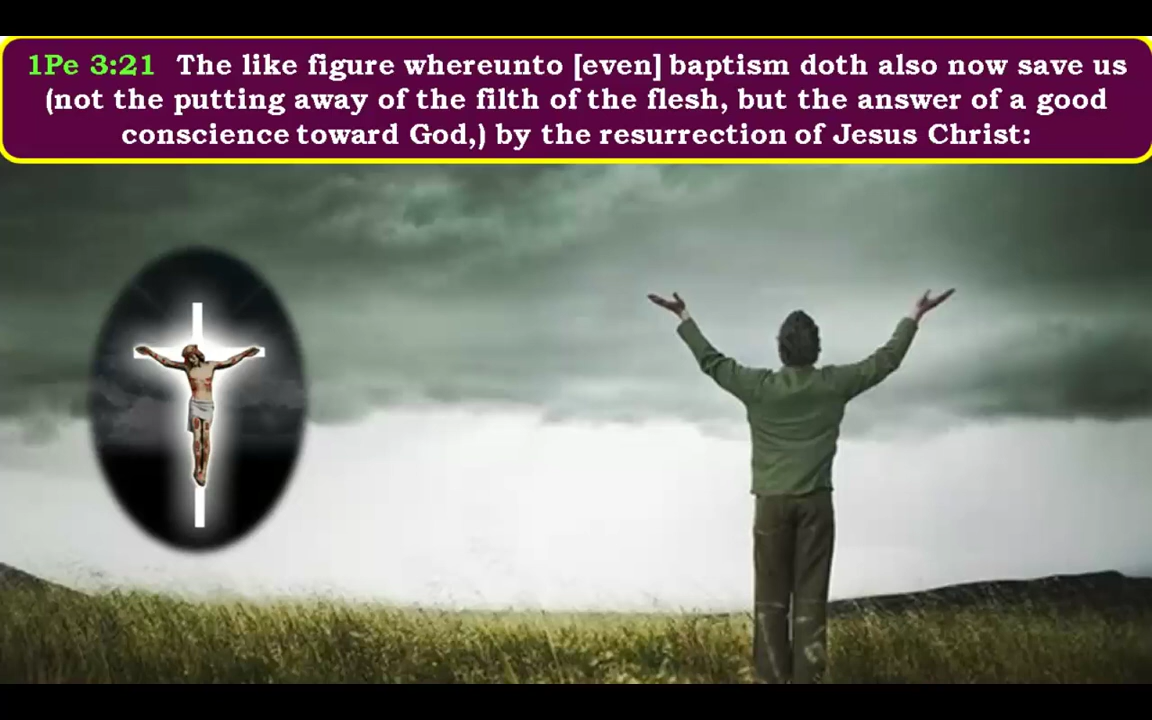 1Pe 3:21 The like figure whereunto [even] baptism doth also now save us
(not the putting away of the filth of the flesh, but the answer of a good
conscience toward God,) by the resurrection of Jesus Christ: